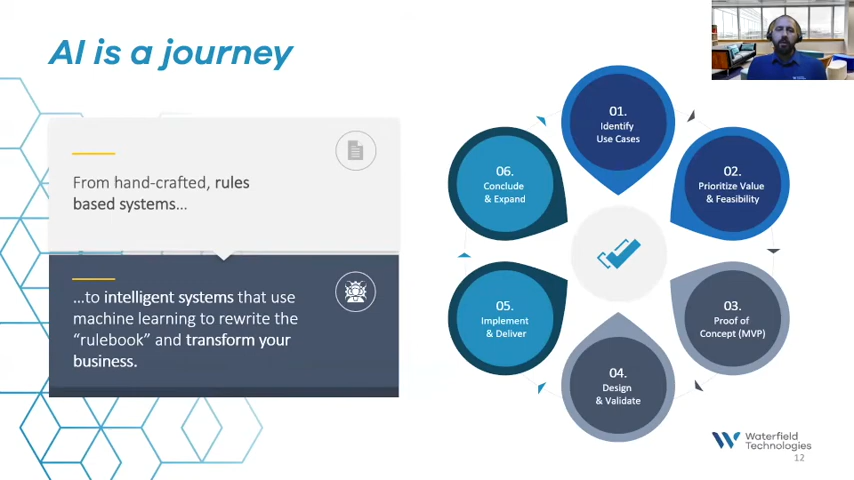 AI is a journey
From hand-crafted, rules
based systems…
…to intelligent systems that use
machine learning to rewrite the
“rulebook” and transform your
business.
01.
Identify
Use Cases
02.
Prioritize Value
& Feasibility
03.
Proof of
Concept (MVP)
04.
Design
& Validate
05.
Implement
& Deliver
06.
Conclude
& Expand
Waterfield
Technologies
12